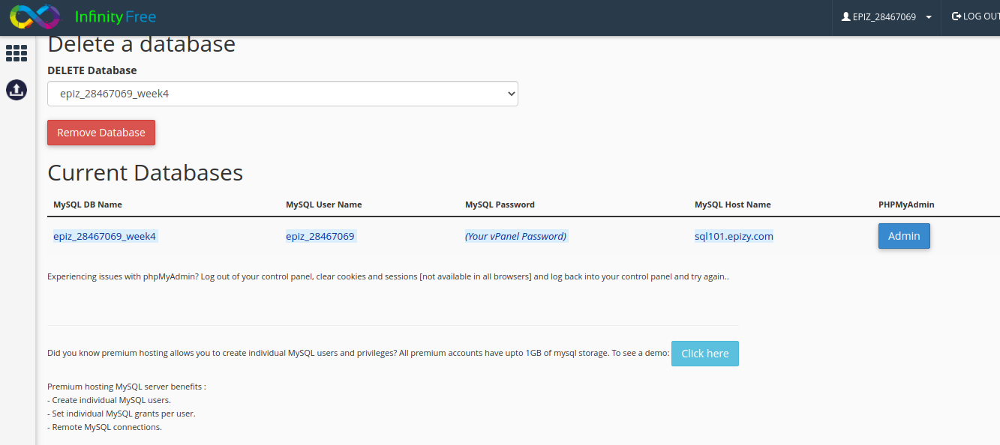 InfinityFree
EPIZ_28467069
LOG OUT
Delete a database
DELETE Database
epiz_28467069_week4
Remove Database
Current Databases
MySQL DB Name MySQL User Name MySQL Password MySQL Host Name PHPMyAdmin
epiz_28467069_week4 epiz_28467069 (Your vPanel Password) sql101.epizy.com Admin
Experiencing issues with phpMyAdmin? Log out of your control panel, clear cookies and sessions [not available in all browsers] and log back into your control panel and try again..
Did you know premium hosting allows you to create individual MySQL users and privileges? All premium accounts have upto 1GB of mysql storage. To see a demo: Click here
Premium hosting MySQL server benefits :
- Create individual MySQL users.
- Set individual MySQL grants per user.
- Remote MySQL connections.